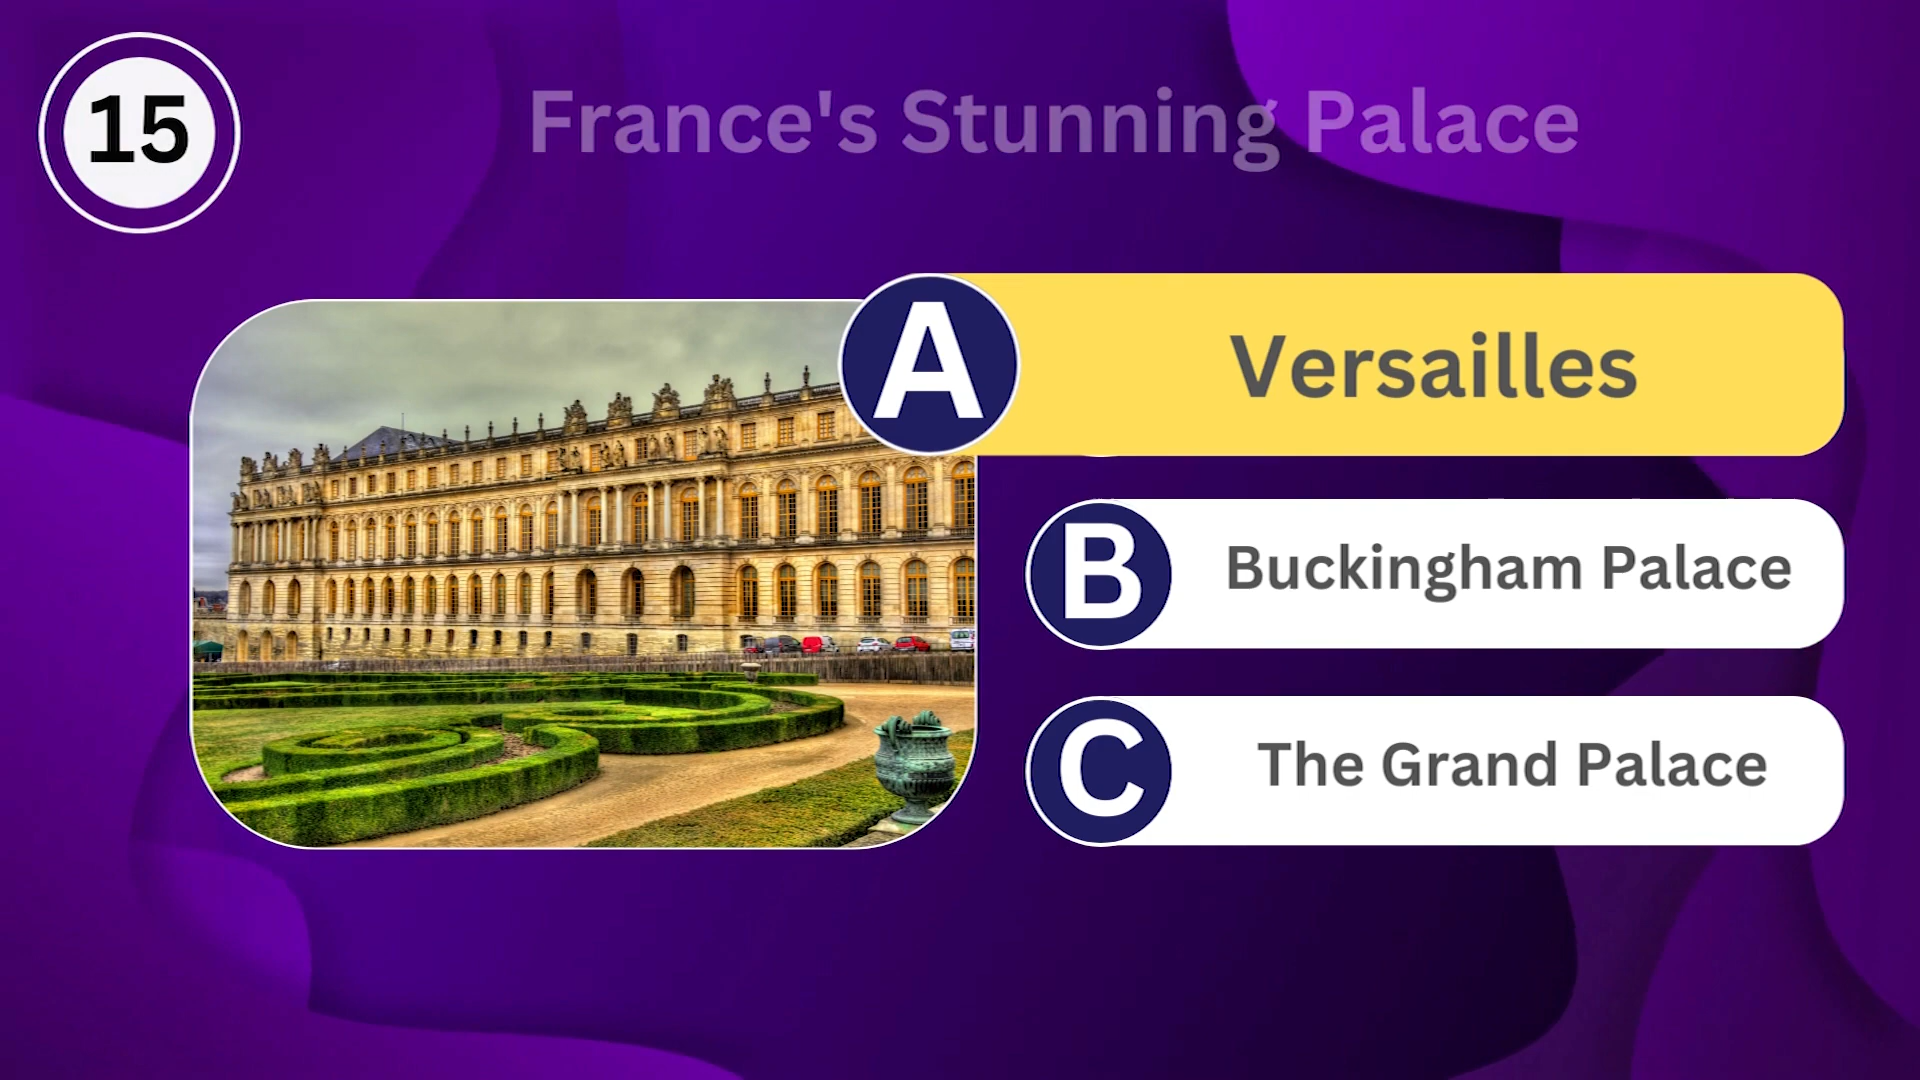 15
France's Stunning Palace
A
Versailles
B
Buckingham Palace
C
The Grand Palace